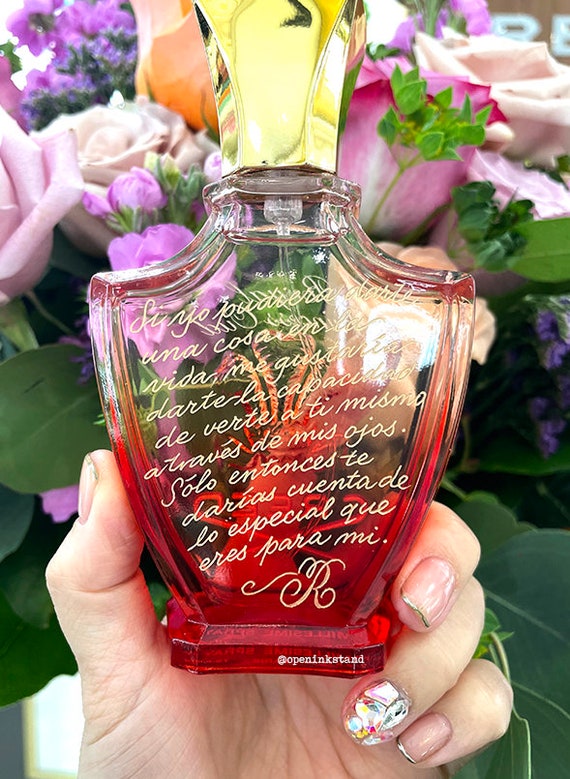 Si yo pudiera darte
una cosa en la
vida, me gustaría
darte la capacidad
de verte a ti mismo
a través de mis ojos.
Sólo entonces te
darías cuenta de
lo especial que
eres para mi.
R
@openinkstand